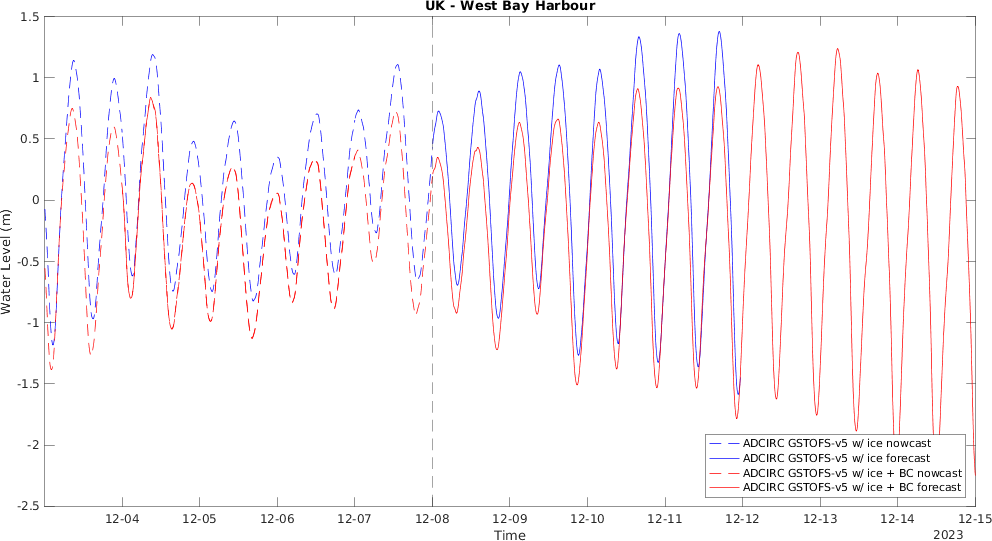 UK - West Bay Harbour
1.5
1
0.5
0
-0.5
-1
-1.5
-2
-2.5
Water Level (m)
12-04 12-05 12-06 12-07 12-08 12-09 12-10 12-11 12-12 12-13 12-14 12-15
Time
2023
ADCIRC GSTOFS-v5 w/ ice nowcast
ADCIRC GSTOFS-v5 w/ ice forecast
ADCIRC GSTOFS-v5 w/ ice + BC nowcast
ADCIRC GSTOFS-v5 w/ ice + BC forecast